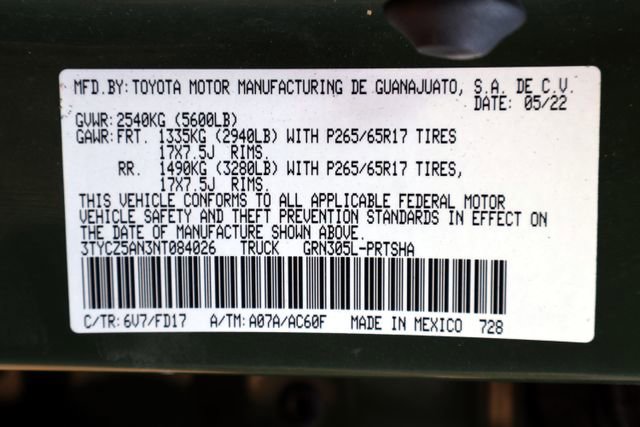 MFD.BY:TOYOTA MOTOR MANUFACTURING DE GUANAJUATO, S.A. DE C.V.
DATE: 05/22
GVWR:2540KG (5600LB)
GAWR:FRT. 1335KG (2940LB) WITH P265/65R17 TIRES
17X7.5J RIMS,
RR. 1490KG (3280LB) WITH P265/65R17 TIRES,
17X7.5J RIMS.
THIS VEHICLE CONFORMS TO ALL APPLICABLE FEDERAL MOTOR
VEHICLE SAFETY AND THEFT PREVENTION STANDARDS IN EFFECT ON
THE DATE OF MANUFACTURE SHOWN ABOVE.
3TYCZ5AN3NT084026 TRUCK GRN305L-PRTSHA
C/TR:6V7/FD17 A/TM:A07A/AC60F MADE IN MEXICO 728